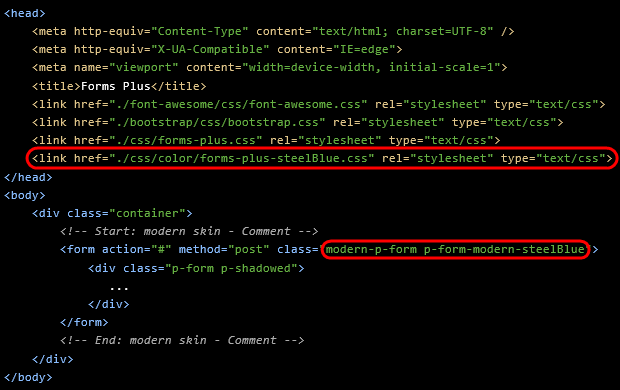 <head>
<meta http-equiv="Content-Type" content="text/html; charset=UTF-8" />
<meta http-equiv="X-UA-Compatible" content="IE=edge">
<meta name="viewport" content="width=device-width, initial-scale=1">
<title>Forms Plus</title>
<link href="./font-awesome/css/font-awesome.css" rel="stylesheet" type="text/css">
<link href="./bootstrap/css/bootstrap.css" rel="stylesheet" type="text/css">
<link href="./css/forms-plus.css" rel="stylesheet" type="text/css">
<link href="./css/color/forms-plus-steelBlue.css" rel="stylesheet" type="text/css">
</head>
<body>
<div class="container">
<!-- Start: modern skin - Comment -->
<form action="#" method="post" class="modern-p-form p-form-modern-steelBlue">
<div class="p-form p-shadowed">
...
</div>
</form>
<!-- End: modern skin - Comment -->
</div>
</body>